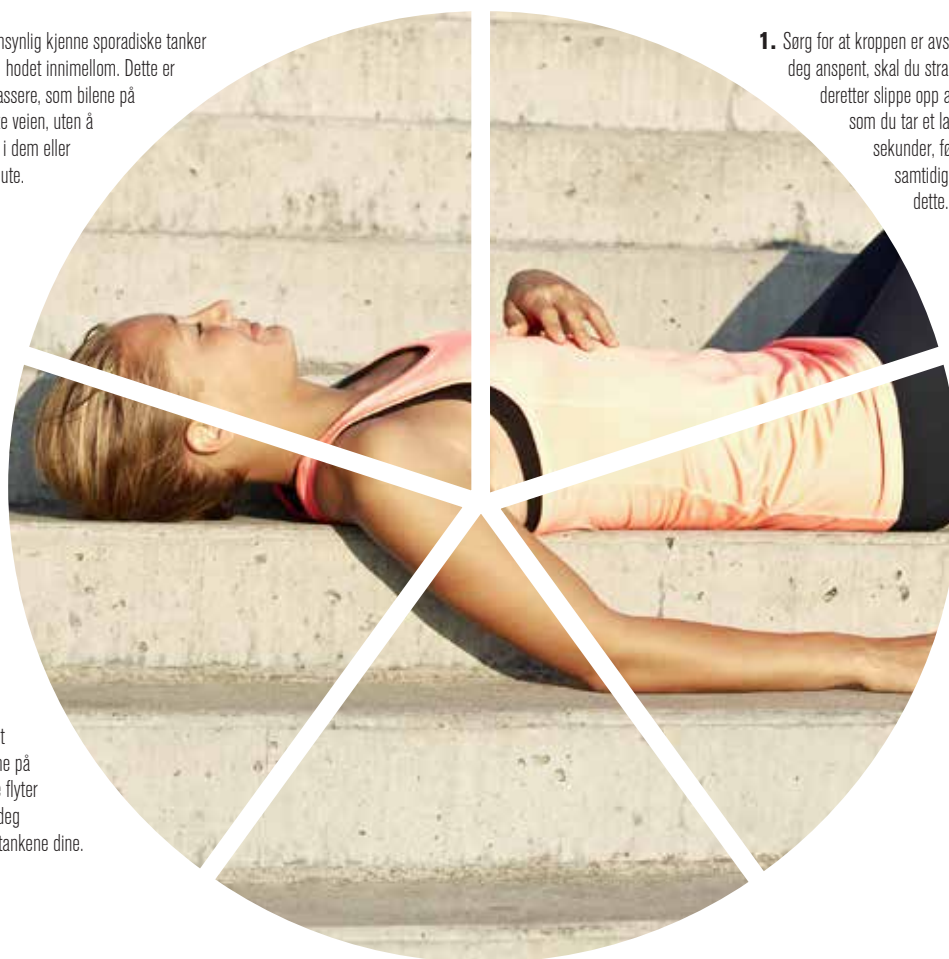 1. Sørg for at kroppen er avs
deg anspent, skal du stra
deretter slippe opp a
som du tar et la
sekunder, fø
samtidig
dette.
nsynlig kjenne sporadiske tanker
hodet innimellom. Dette er
assere, som bilene på
e veien, uten å
i dem eller
ute.
t
ne på
e flyter
deg
tankene dine.